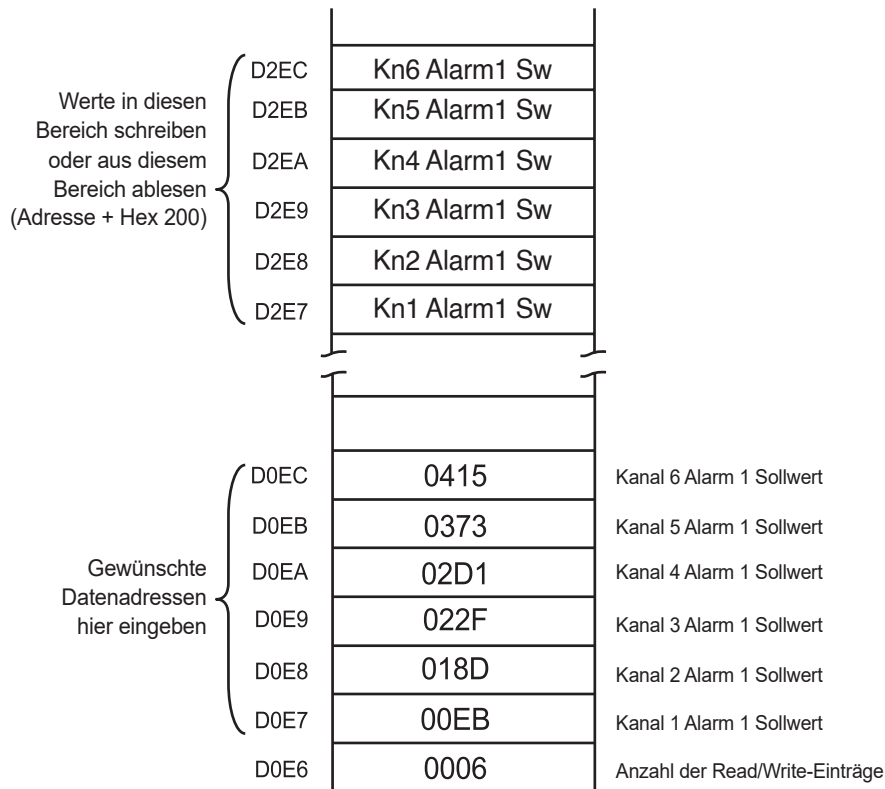 D2EC Kn6 Alarm1 Sw
D2EB Kn5 Alarm1 Sw
D2EA Kn4 Alarm1 Sw
D2E9 Kn3 Alarm1 Sw
D2E8 Kn2 Alarm1 Sw
D2E7 Kn1 Alarm1 Sw
Werte in diesen
Bereich schreiben
oder aus diesem
Bereich ablesen
(Adresse + Hex 200)
D0EC 0415 Kanal 6 Alarm 1 Sollwert
D0EB 0373 Kanal 5 Alarm 1 Sollwert
D0EA 02D1 Kanal 4 Alarm 1 Sollwert
D0E9 022F Kanal 3 Alarm 1 Sollwert
D0E8 018D Kanal 2 Alarm 1 Sollwert
D0E7 00EB Kanal 1 Alarm 1 Sollwert
D0E6 0006 Anzahl der Read/Write-Einträge
Gewünschte
Datenadressen
hier eingeben